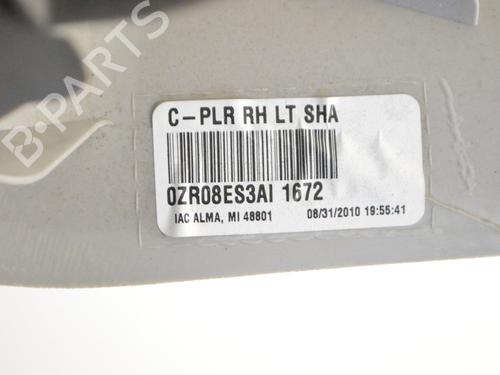 B-PARTS
C-PLR RH LT SHA
0ZR08ES3AI 1672
IAC ALMA, MI 48801 08/31/2010 19:55:41